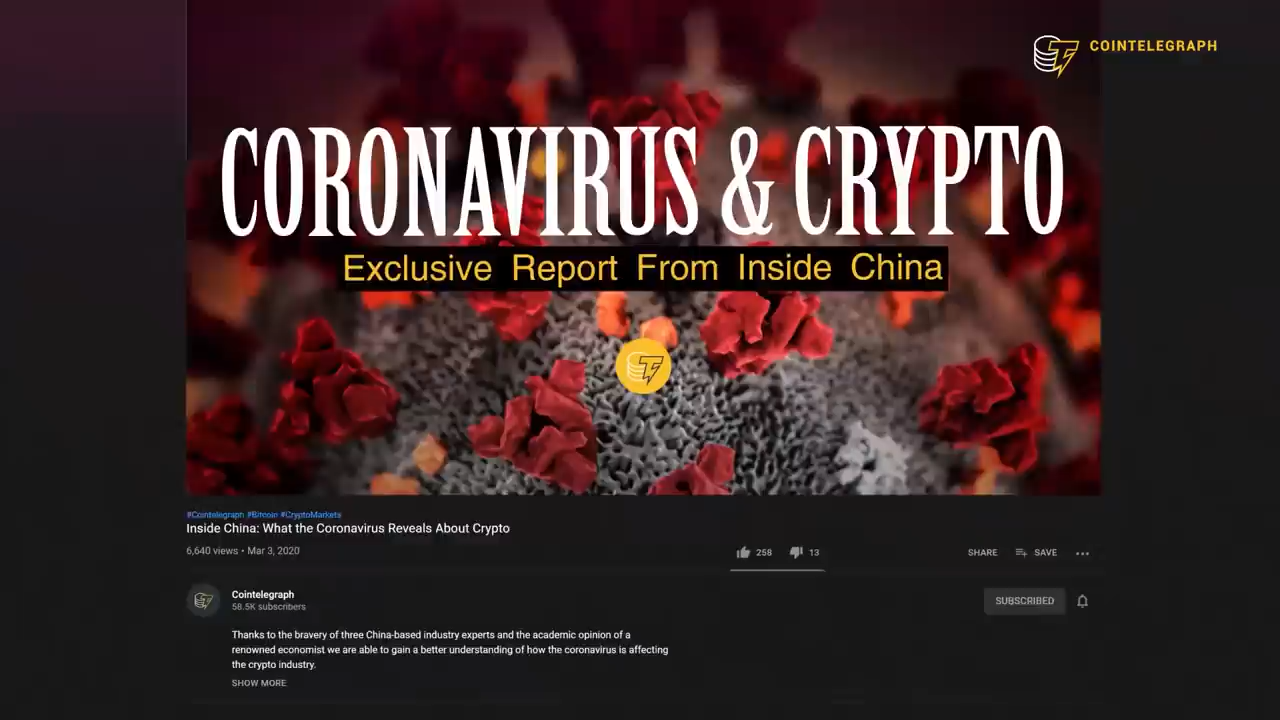 COINTELEGRAPH
CORONAVIRUS & CRYPTO
Exclusive Report From Inside China
#Cointelegraph #Bitcoin #CryptoMarkets
Inside China: What the Coronavirus Reveals About Crypto
6,640 views • Mar 3, 2020
258
13
SHARE
SAVE
Cointelegraph
58.5K subscribers
SUBSCRIBED
Thanks to the bravery of three China-based industry experts and the academic opinion of a
renowned economist we are able to gain a better understanding of how the coronavirus is affecting
the crypto industry.
SHOW MORE